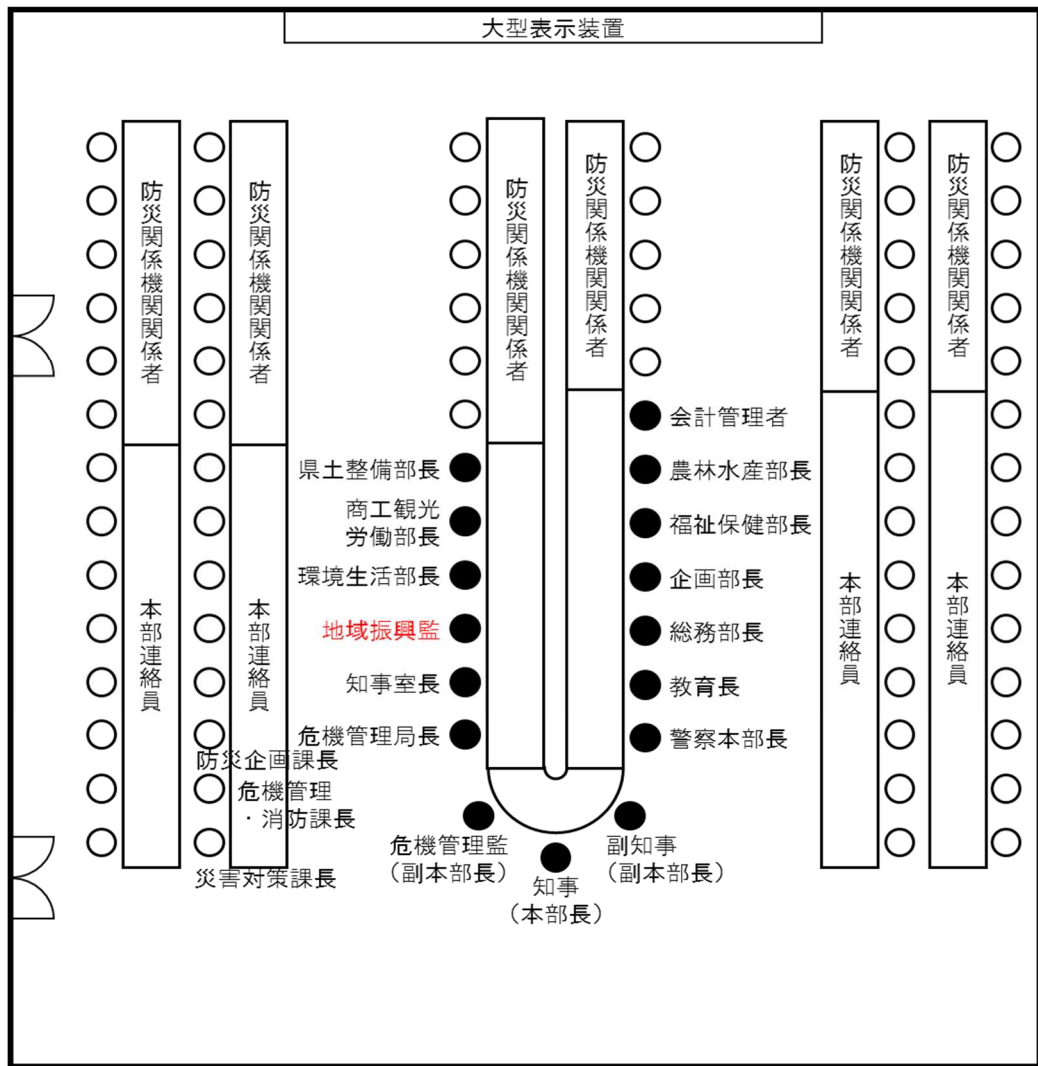 大型表示装置
防災関係機関関係者
防災関係機関関係者
防災関係機関関係者
防災関係機関関係者
防災関係機関関係者
防災関係機関関係者
会計管理者
県土整備部長
農林水産部長
商工観光
労働部長
福祉保健部長
環境生活部長
企画部長
地域振興監
総務部長
知事室長
教育長
危機管理局長
警察本部長
本部連絡員
本部連絡員
本部連絡員
本部連絡員
防災企画課長
危機管理
・消防課長
災害対策課長
危機管理監
（副本部長）
副知事
（副本部長）
知事
（本部長）